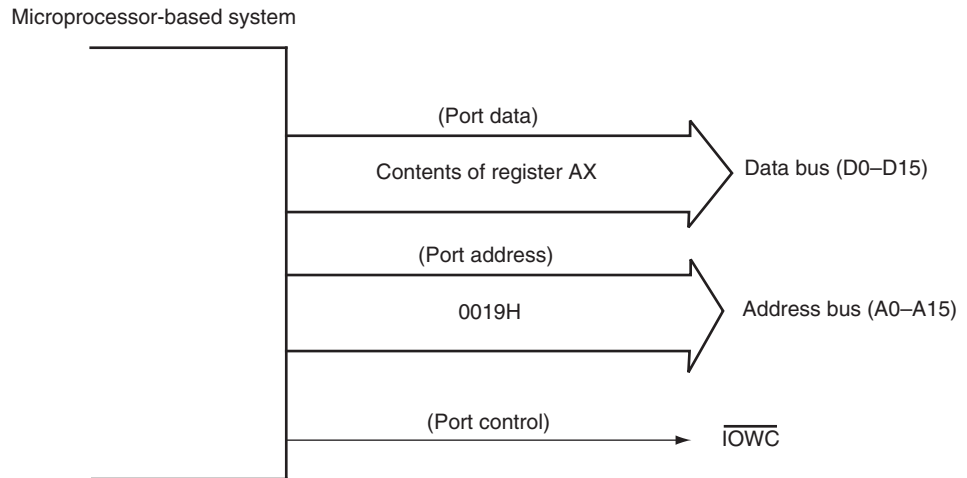 Microprocessor-based system
(Port data)
Contents of register AX
Data bus (D0–D15)
(Port address)
0019H
Address bus (A0–A15)
(Port control)
I̅O̅W̅C̅